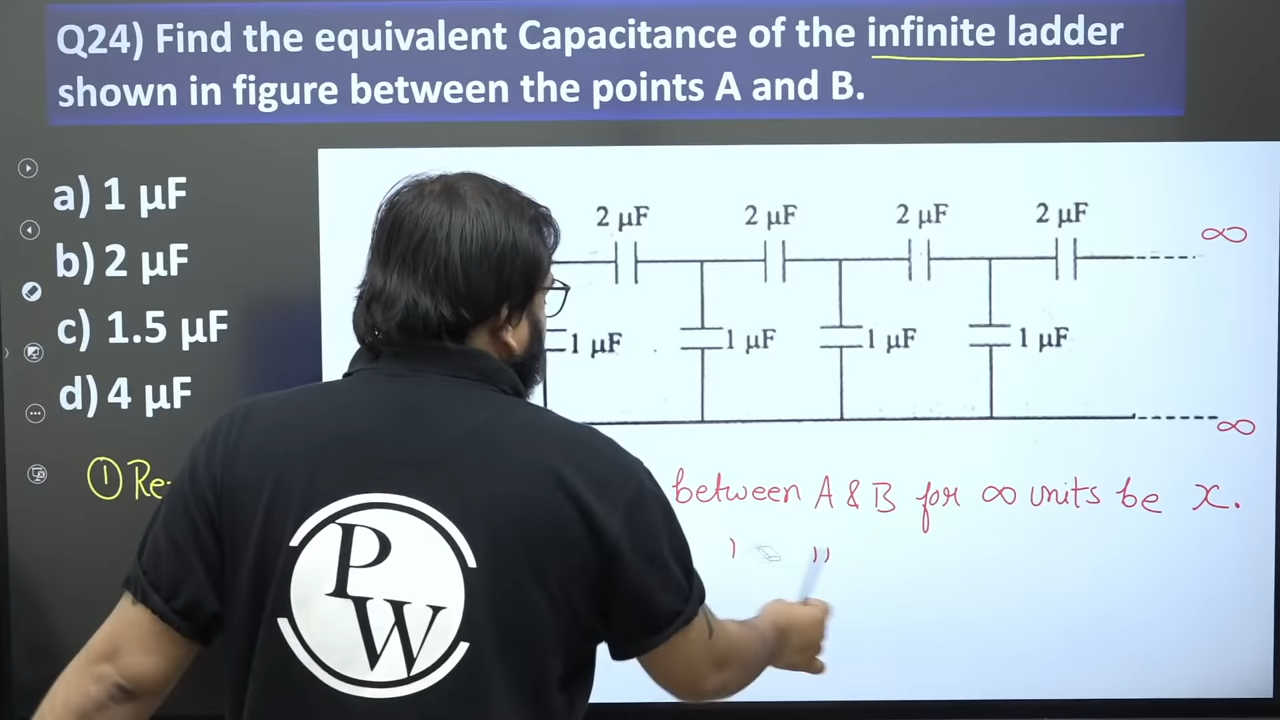 Q24) Find the equivalent Capacitance of the infinite ladder
shown in figure between the points A and B.
a) 1 µF
b) 2 µF
c) 1.5 µF
d) 4 µF
2 µF 2 µF 2 µF 2 µF ∞
1 µF 1 µF 1 µF 1 µF
∞
① Re-
between A & B for ∞ units be x.
) "
P
W